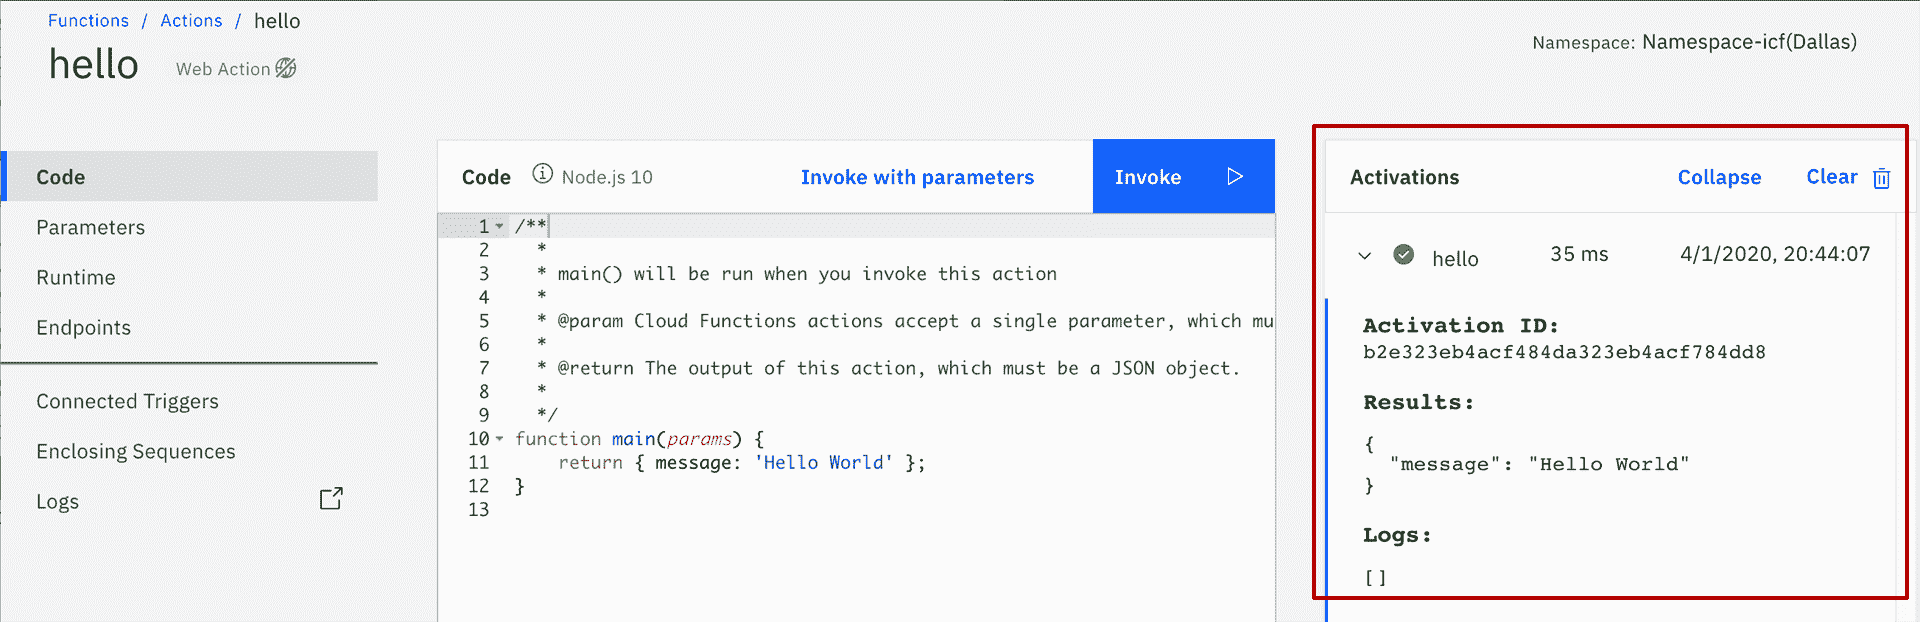 Functions / Actions / hello
hello Web Action
Namespace: Namespace-icf(Dallas)
Code
Parameters
Runtime
Endpoints
Connected Triggers
Enclosing Sequences
Logs
Code Node.js 10 Invoke with parameters Invoke
1 /**
2 *
3 * main() will be run when you invoke this action
4 *
5 * @param Cloud Functions actions accept a single parameter, which mu
6 *
7 * @return The output of this action, which must be a JSON object.
8 *
9 */
10 function main(params) {
11 return { message: 'Hello World' };
12 }
13
Activations Collapse Clear
hello 35 ms 4/1/2020, 20:44:07
Activation ID:
b2e323eb4acf484da323eb4acf784dd8
Results:
{
"message": "Hello World"
}
Logs:
[]